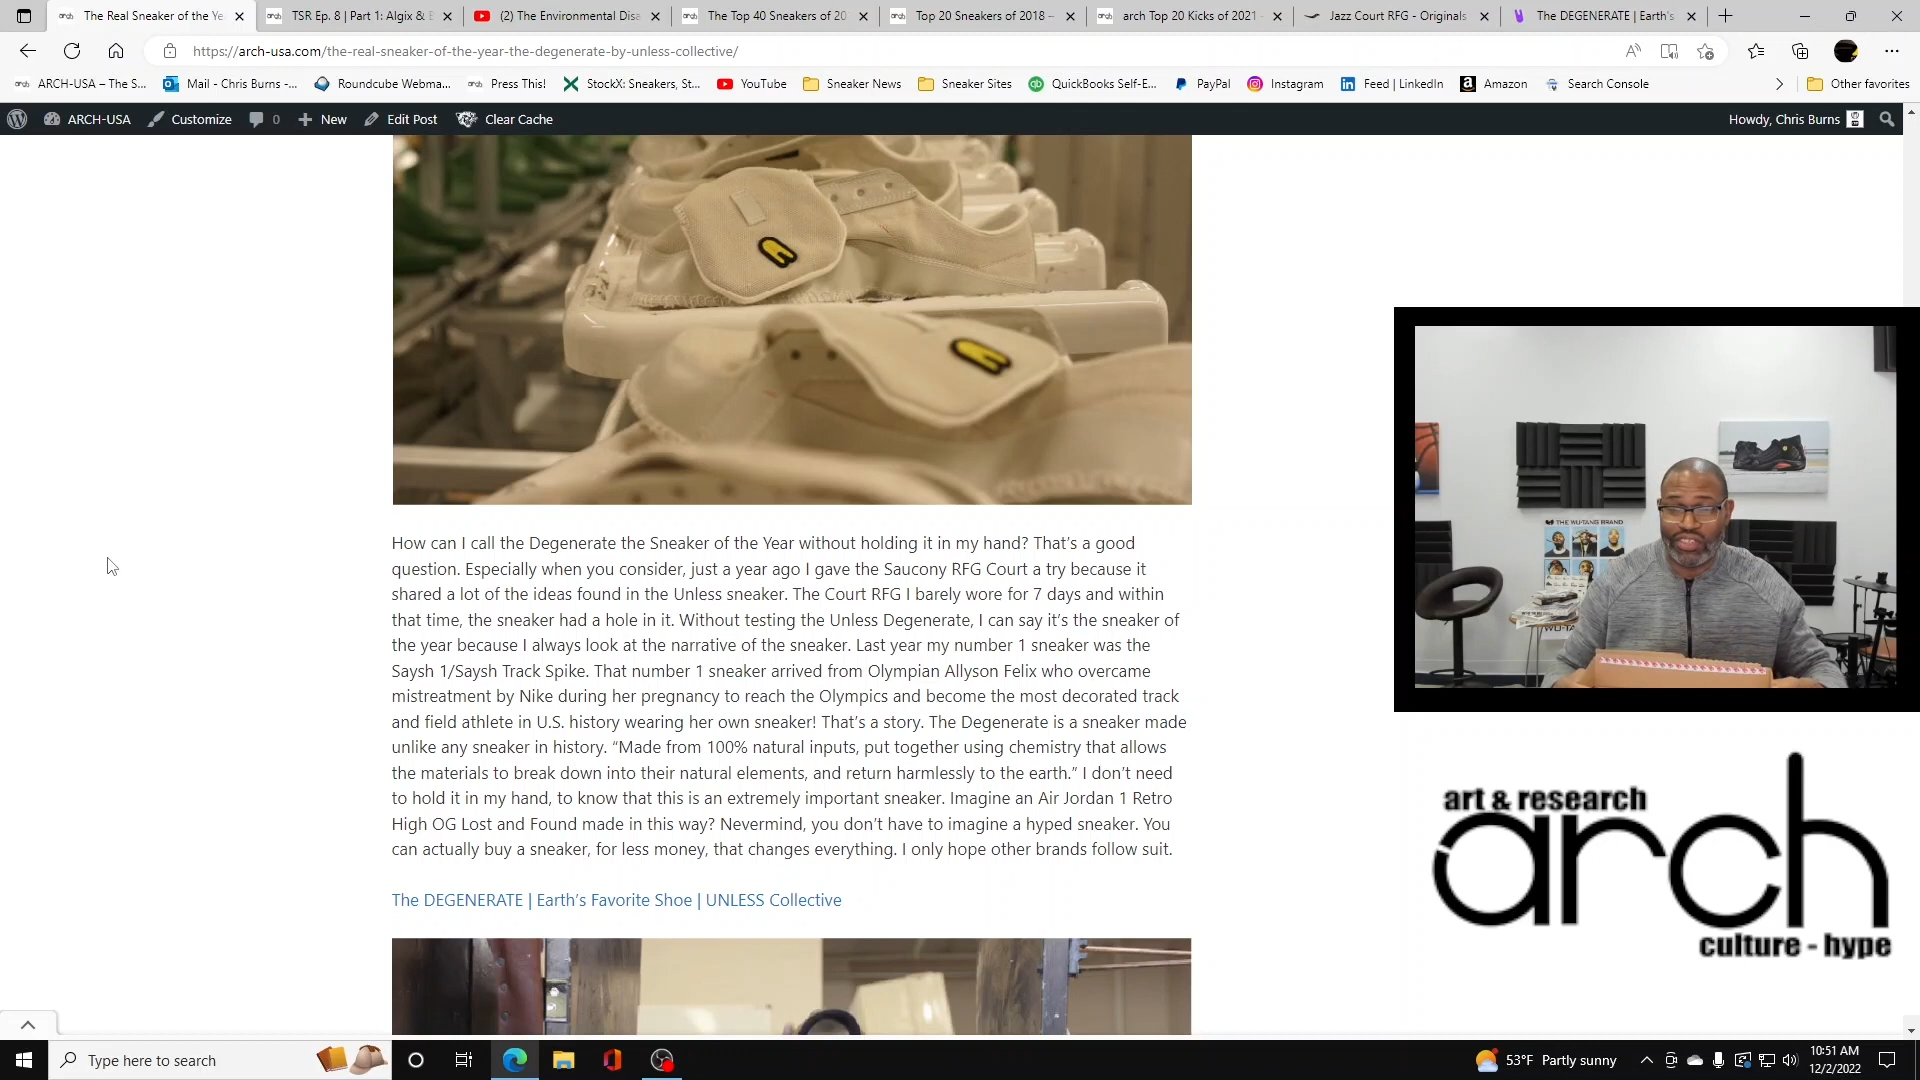 The Real Sneaker of the Ye
TSR Ep. 8 | Part 1: Algix &
(2) The Environmental Disa
The Top 40 Sneakers of 20
Top 20 Sneakers of 2018 –
arch Top 20 Kicks of 2021 -
Jazz Court RFG - Originals
The DEGENERATE | Earth's
https://arch-usa.com/the-real-sneaker-of-the-year-the-degenerate-by-unless-collective/
ARCH-USA – The S...
Mail - Chris Burns -...
Roundcube Webma...
Press This!
StockX: Sneakers, St...
YouTube
Sneaker News
Sneaker Sites
QuickBooks Self-E...
PayPal
Instagram
Feed | LinkedIn
Amazon
Search Console
Other favorites
ARCH-USA
Customize
0
New
Edit Post
Clear Cache
Howdy, Chris Burns
How can I call the Degenerate the Sneaker of the Year without holding it in my hand? That's a good
question. Especially when you consider, just a year ago I gave the Saucony RFG Court a try because it
shared a lot of the ideas found in the Unless sneaker. The Court RFG I barely wore for 7 days and within
that time, the sneaker had a hole in it. Without testing the Unless Degenerate, I can say it's the sneaker of
the year because I always look at the narrative of the sneaker. Last year my number 1 sneaker was the
Saysh 1/Saysh Track Spike. That number 1 sneaker arrived from Olympian Allyson Felix who overcame
mistreatment by Nike during her pregnancy to reach the Olympics and become the most decorated track
and field athlete in U.S. history wearing her own sneaker! That's a story. The Degenerate is a sneaker made
unlike any sneaker in history. “Made from 100% natural inputs, put together using chemistry that allows
the materials to break down into their natural elements, and return harmlessly to the earth.” I don't need
to hold it in my hand, to know that this is an extremely important sneaker. Imagine an Air Jordan 1 Retro
High OG Lost and Found made in this way? Nevermind, you don't have to imagine a hyped sneaker. You
can actually buy a sneaker, for less money, that changes everything. I only hope other brands follow suit.
The DEGENERATE | Earth's Favorite Shoe | UNLESS Collective
THE WU-TANG BRAND
art & research
arch
culture - hype
Type here to search
53°F Partly sunny
10:51 AM
12/2/2022